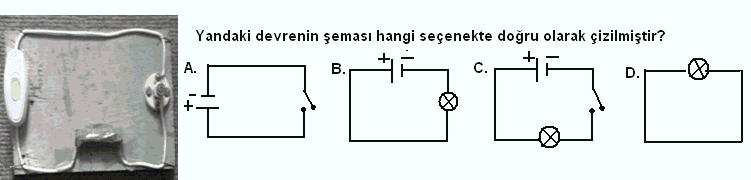 Yandaki devrenin şeması hangi seçenekte doğru olarak çizilmiştir?
A. B. C. D.